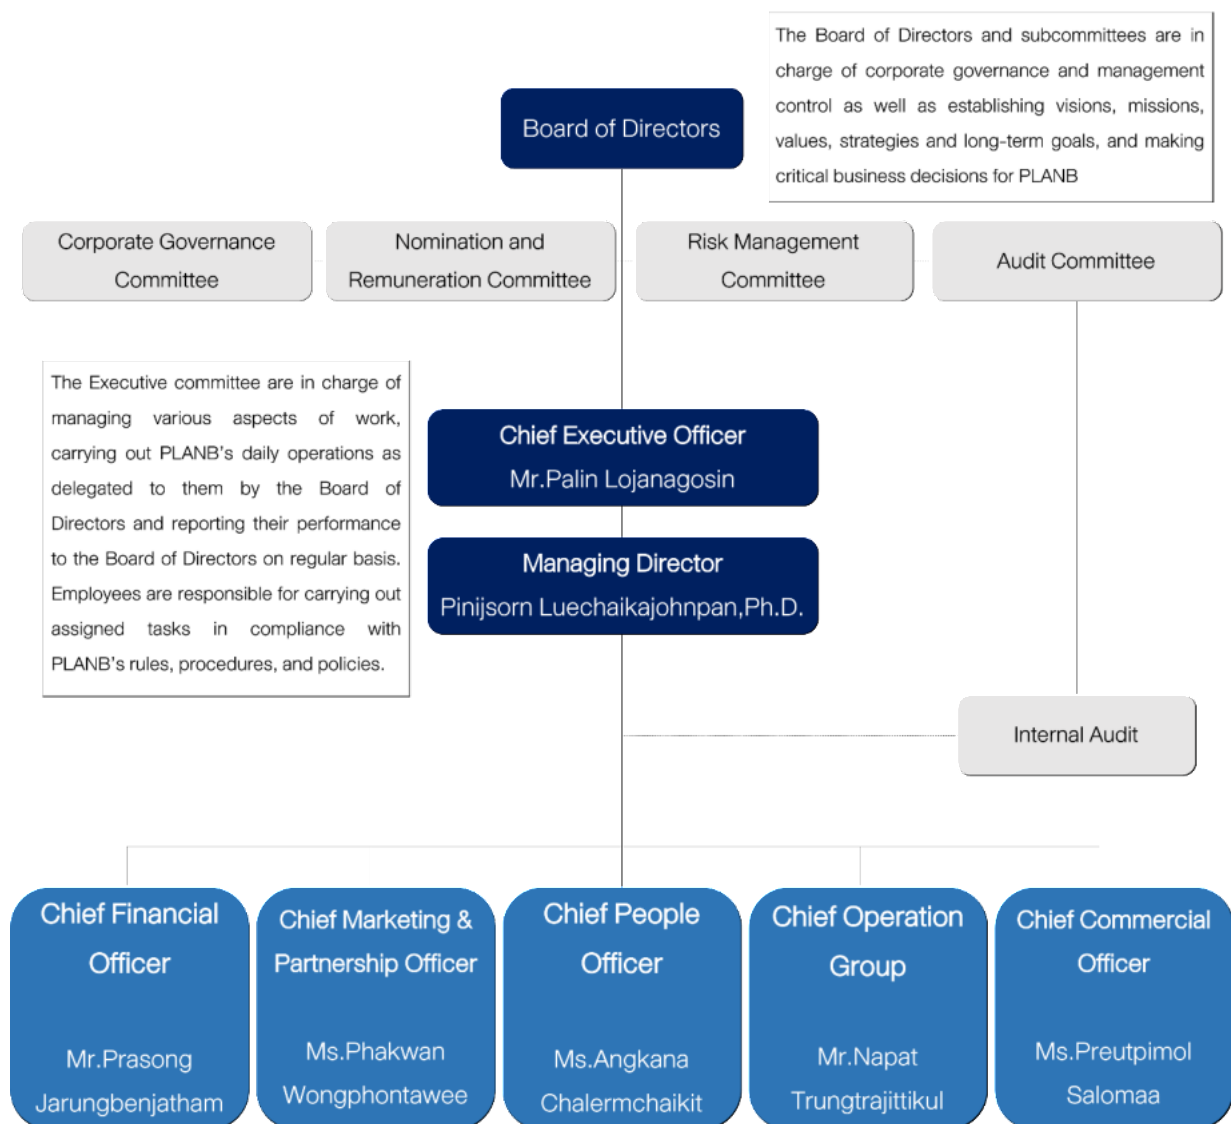 The Board of Directors and subcommittees are in
charge of corporate governance and management
control as well as establishing visions, missions,
values, strategies and long-term goals, and making
critical business decisions for PLANB
Board of Directors
Corporate Governance
Committee
Nomination and
Remuneration Committee
Risk Management
Committee
Audit Committee
The Executive committee are in charge of
managing various aspects of work,
carrying out PLANB's daily operations as
delegated to them by the Board of
Directors and reporting their performance
to the Board of Directors on regular basis.
Employees are responsible for carrying out
assigned tasks in compliance with
PLANB's rules, procedures, and policies.
Chief Executive Officer
Mr.Palin Lojanagosin
Managing Director
Pinijsorn Luechaikajohnpan,Ph.D.
Internal Audit
Chief Financial
Officer
Mr.Prasong
Jarungbenjatham
Chief Marketing &
Partnership Officer
Ms.Phakwan
Wongphontawee
Chief People
Officer
Ms.Angkana
Chalermchaikit
Chief Operation
Group
Mr.Napat
Trungtrajittikul
Chief Commercial
Officer
Ms.Preutpimol
Salomaa